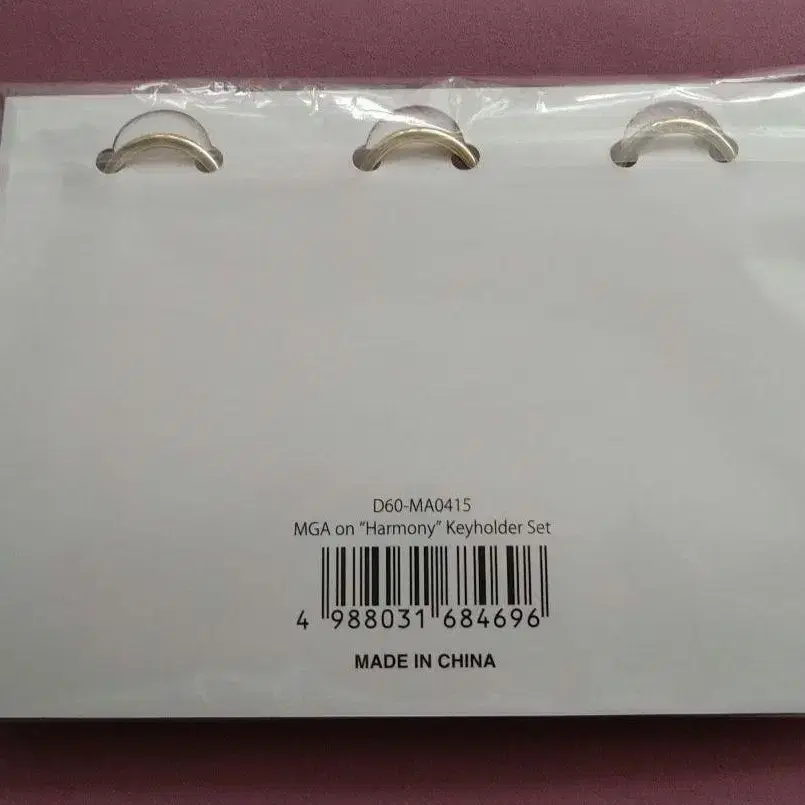 D60-MA0415
MGA on “Harmony” Keyholder Set
4 988031 684696
MADE IN CHINA